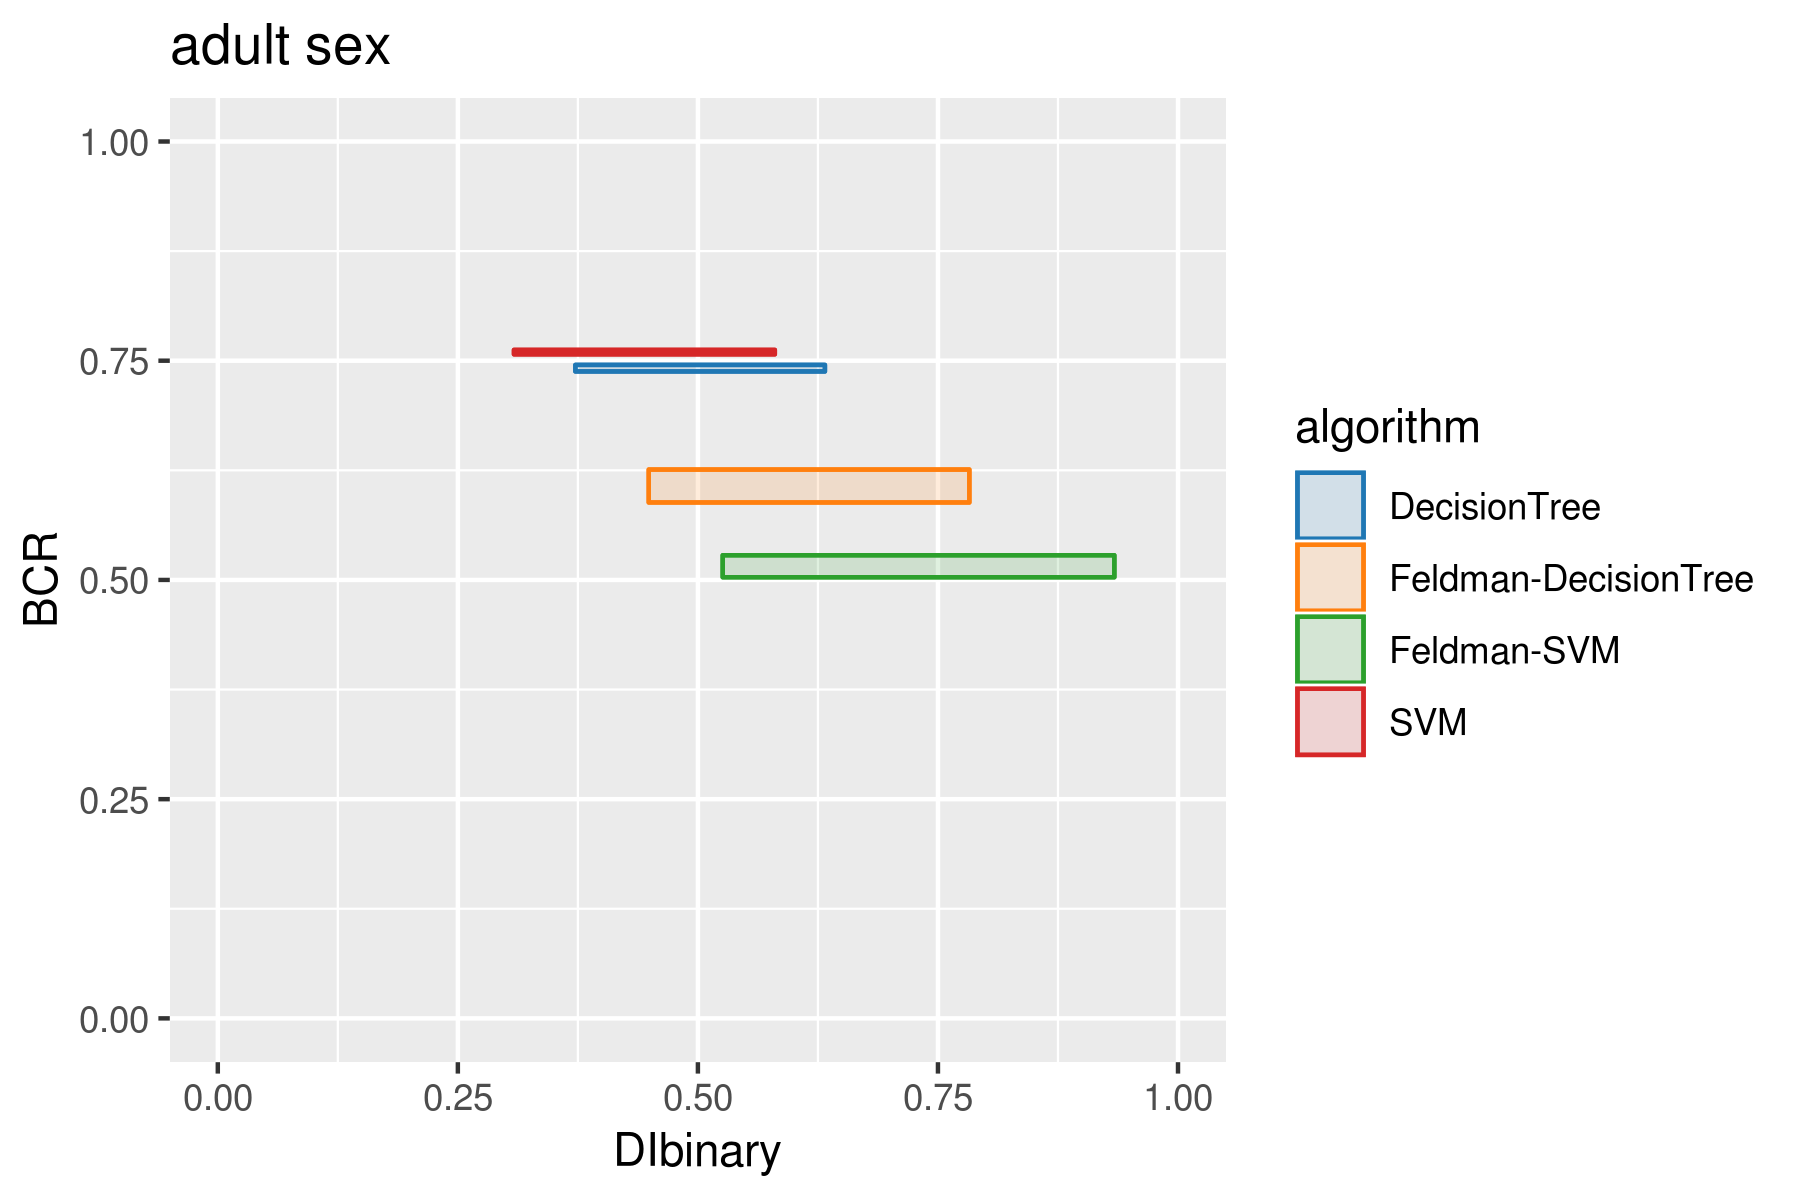 adult sex
1.00
0.75
0.50
0.25
0.00
BCR
0.00 0.25 0.50 0.75 1.00
DIbinary
algorithm
DecisionTree
Feldman-DecisionTree
Feldman-SVM
SVM